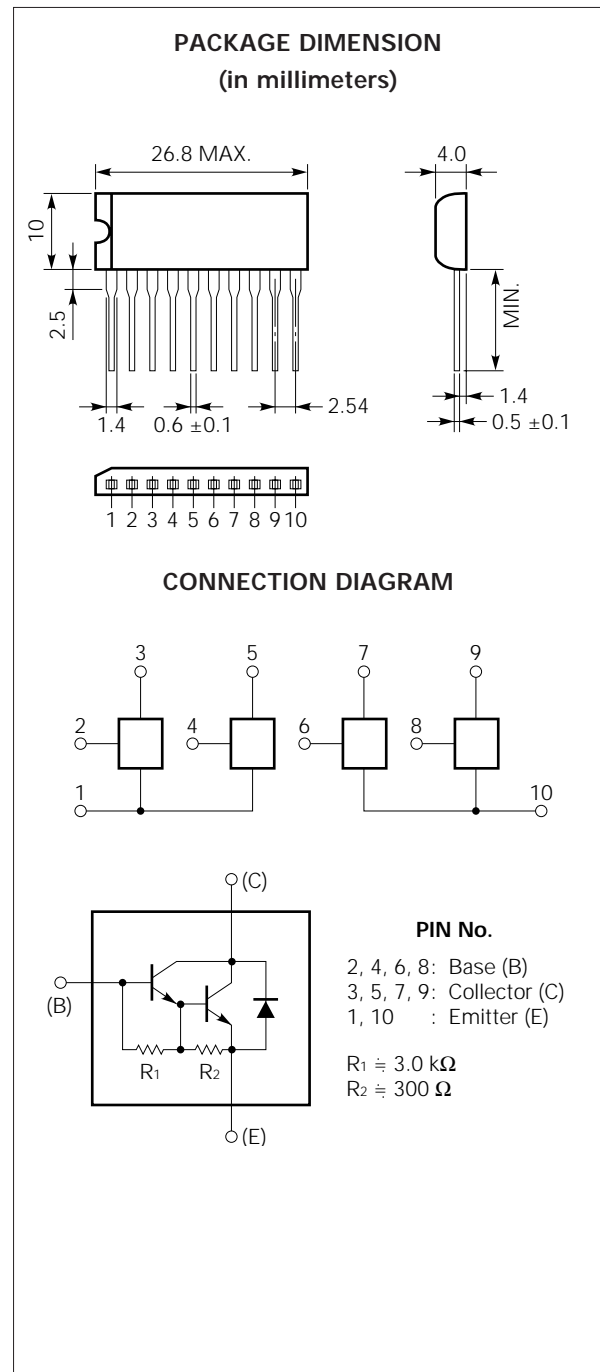 PACKAGE DIMENSION
(in millimeters)
26.8 MAX.
4.0
10
2.5
MIN.
1.4
0.6 ±0.1
2.54
1.4
0.5 ±0.1
1 2 3 4 5 6 7 8 9 10
CONNECTION DIAGRAM
3 5 7 9
2 4 6 8
1 10
(C)
(B)
R1 R2
(E)
PIN No.
2, 4, 6, 8: Base (B)
3, 5, 7, 9: Collector (C)
1, 10 : Emitter (E)
R1 ≒ 3.0 kΩ
R2 ≒ 300 Ω